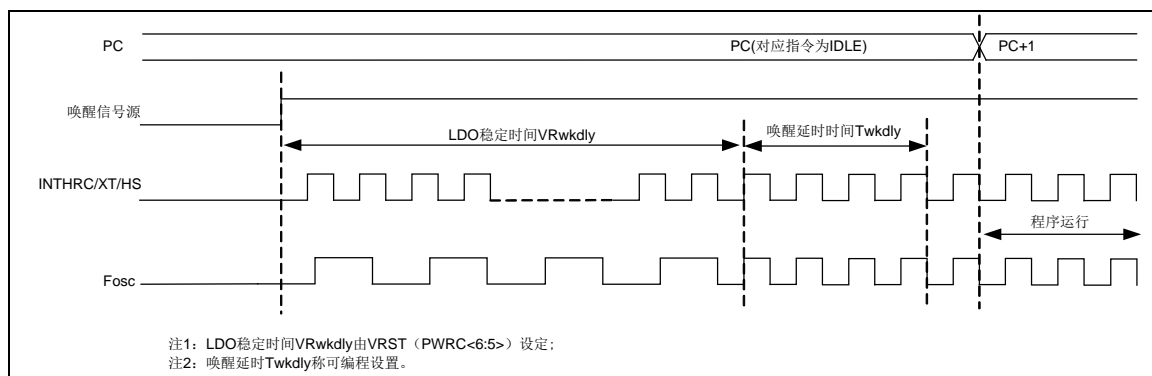 PC
PC(对应指令为IDLE)
PC+1
唤醒信号源
LDO稳定时间VRwkdly
唤醒延时时间Twkdly
INTHRC/XT/HS
程序运行
Fosc
注1：LDO稳定时间VRwkdly由VRST（PWRC<6:5>）设定;
注2：唤醒延时Twkdly称可编程设置。